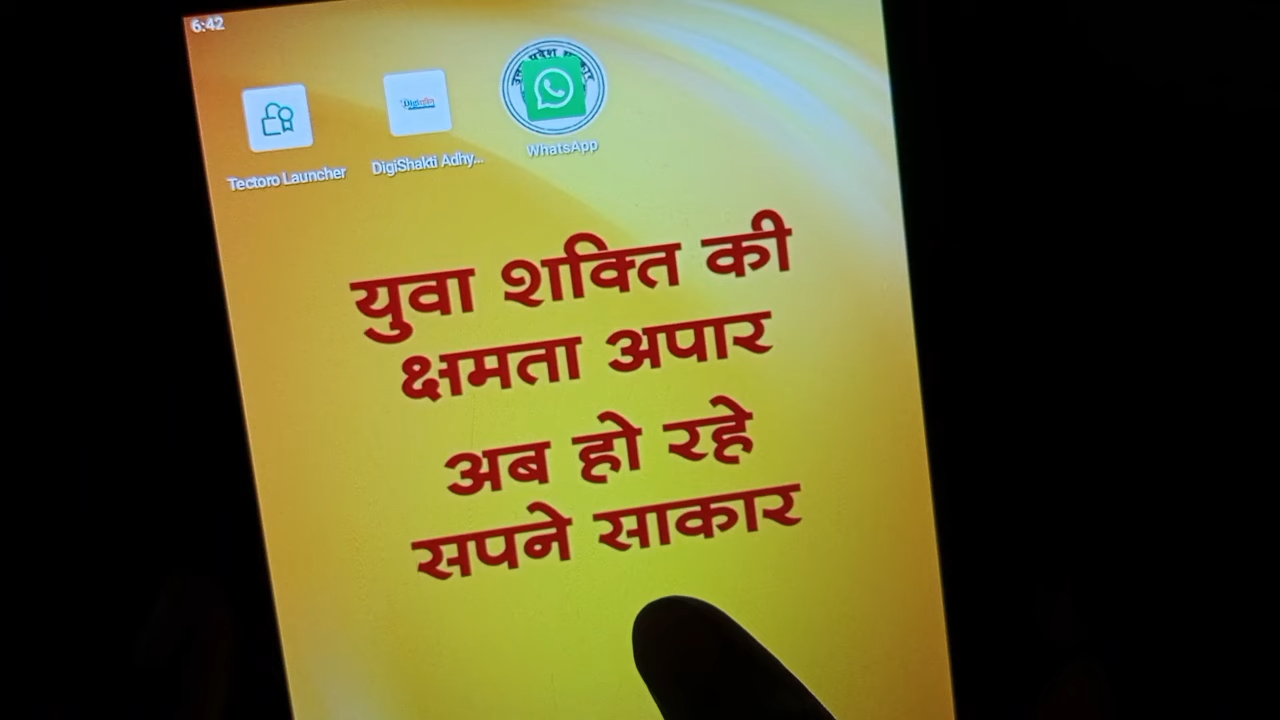 6:42
Tectoro Launcher
DigiShakti Adhy...
WhatsApp
युवा शक्ति की
क्षमता अपार
अब हो रहे
सपने साकार